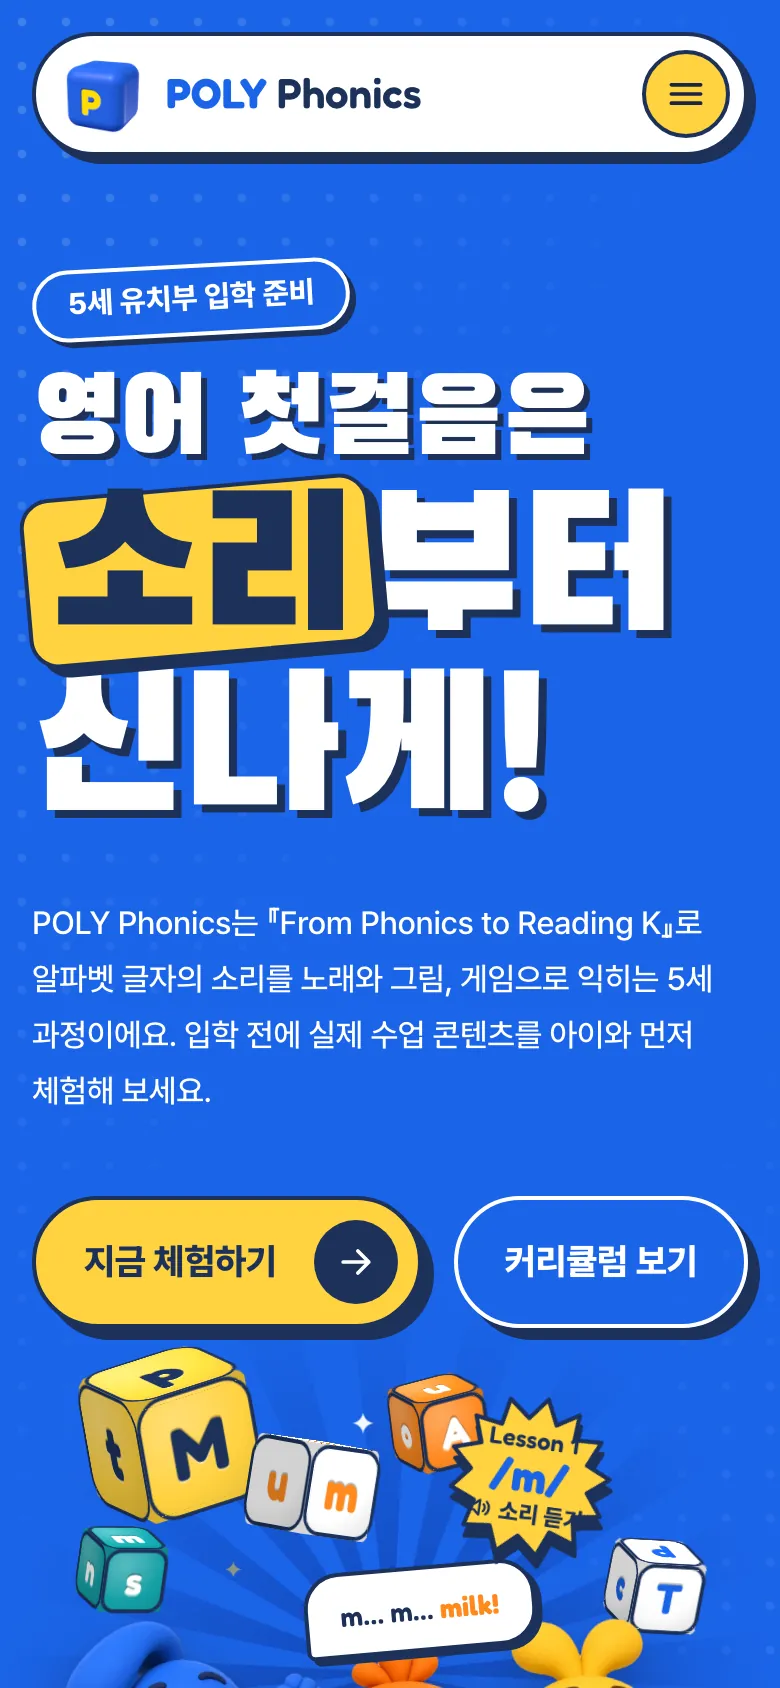 P
POLY Phonics
5세 유치부 입학 준비
영어 첫걸음은
소리부터
신나게!
POLY Phonics는 『From Phonics to Reading K』로
알파벳 글자의 소리를 노래와 그림, 게임으로 익히는 5세
과정이에요. 입학 전에 실제 수업 콘텐츠를 아이와 먼저
체험해 보세요.
지금 체험하기
커리큘럼 보기
P
t M
u m
u
o A
Lesson 1
/m/
소리 듣기
m
n s
d
c T
m... m... milk!